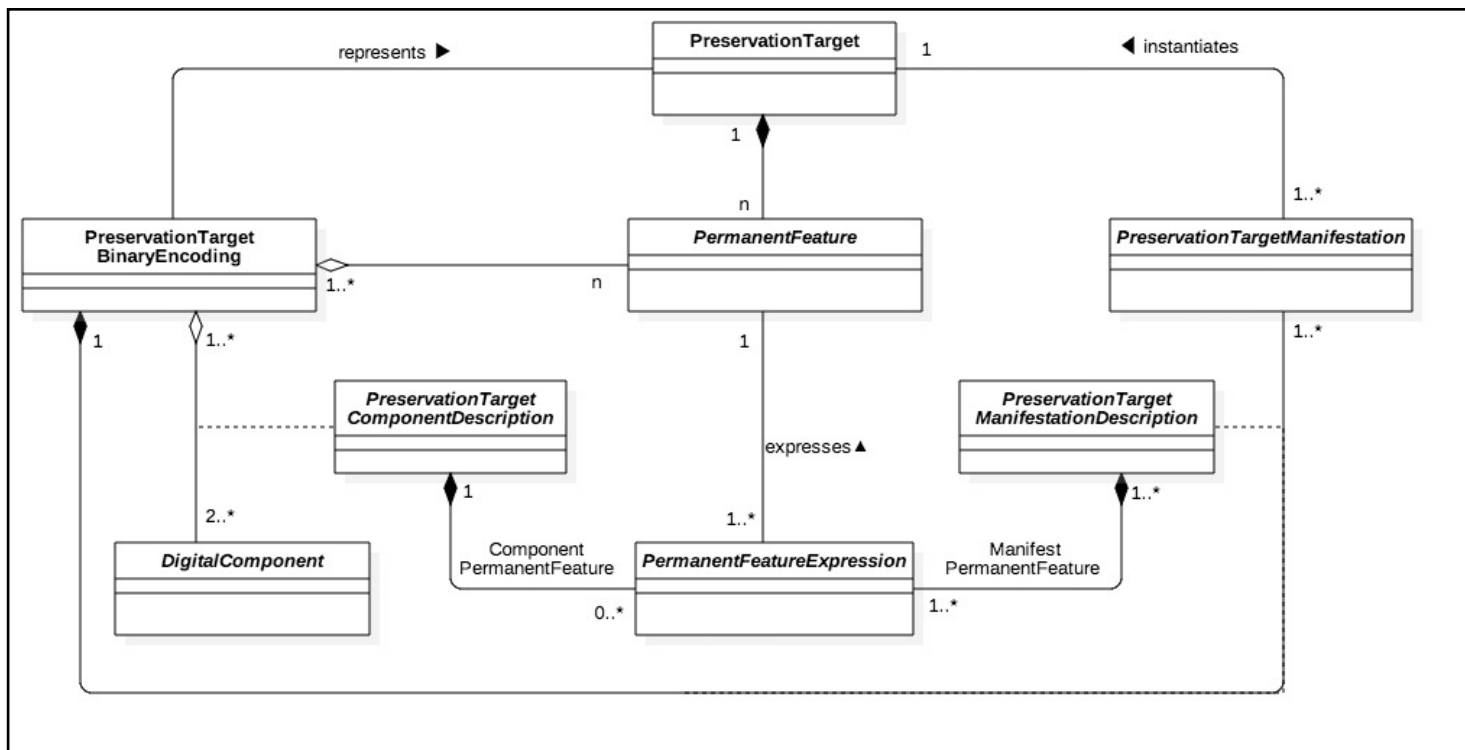 PreservationTarget
represents ►
1
◄ instantiates
1
n
1..*
PreservationTarget
BinaryEncoding
PermanentFeature
PreservationTargetManifestation
1..*
n
1
1..*
1
1..*
PreservationTarget
ComponentDescription
PreservationTarget
ManifestationDescription
expresses▲
1
1..*
2..*
1..*
DigitalComponent
Component
PermanentFeature
PermanentFeatureExpression
Manifest
PermanentFeature
0..*
1..*